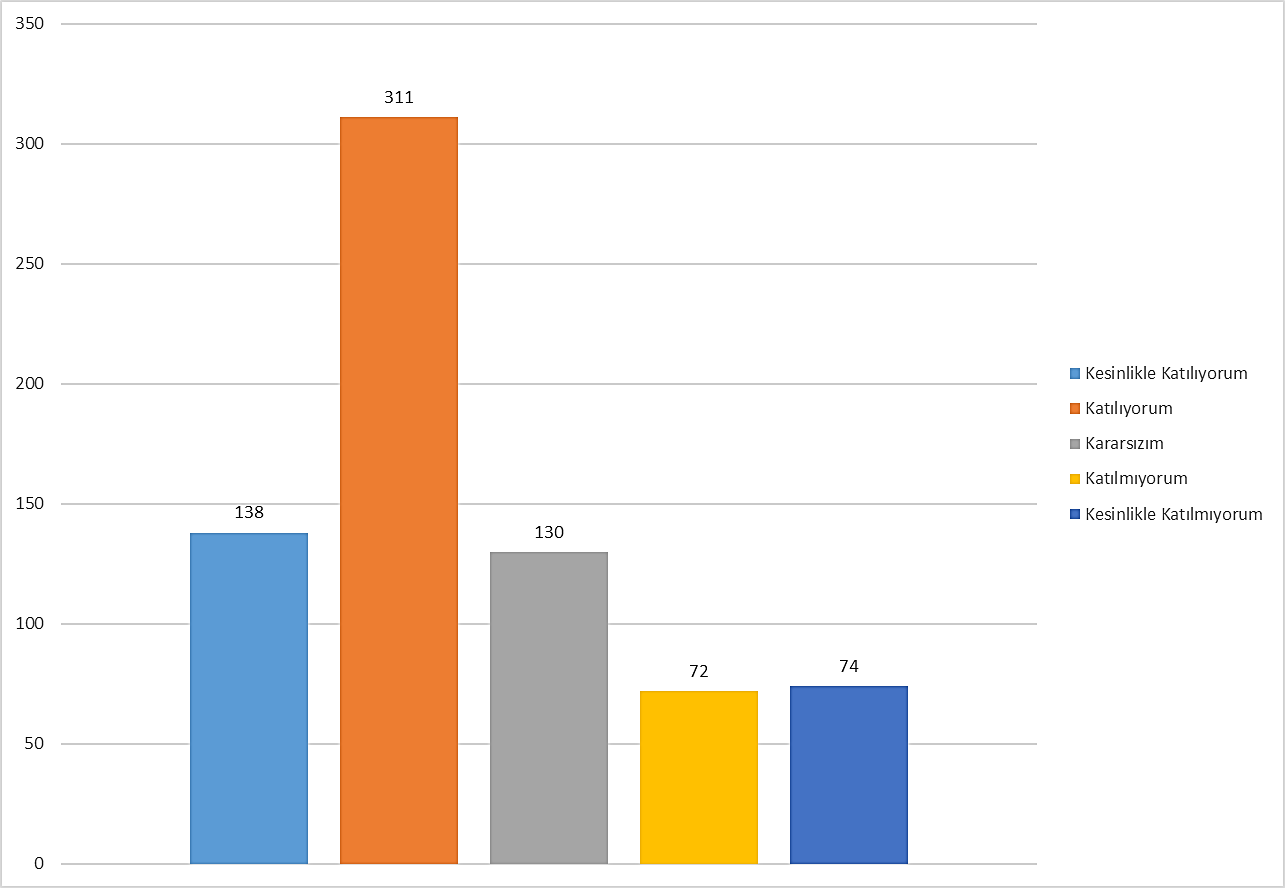 350
311
300
250
200
Kesinlikle Katılıyorum
Katılıyorum
Kararsızım
Katılmıyorum
Kesinlikle Katılmıyorum
150
138
130
100
72
74
50
0